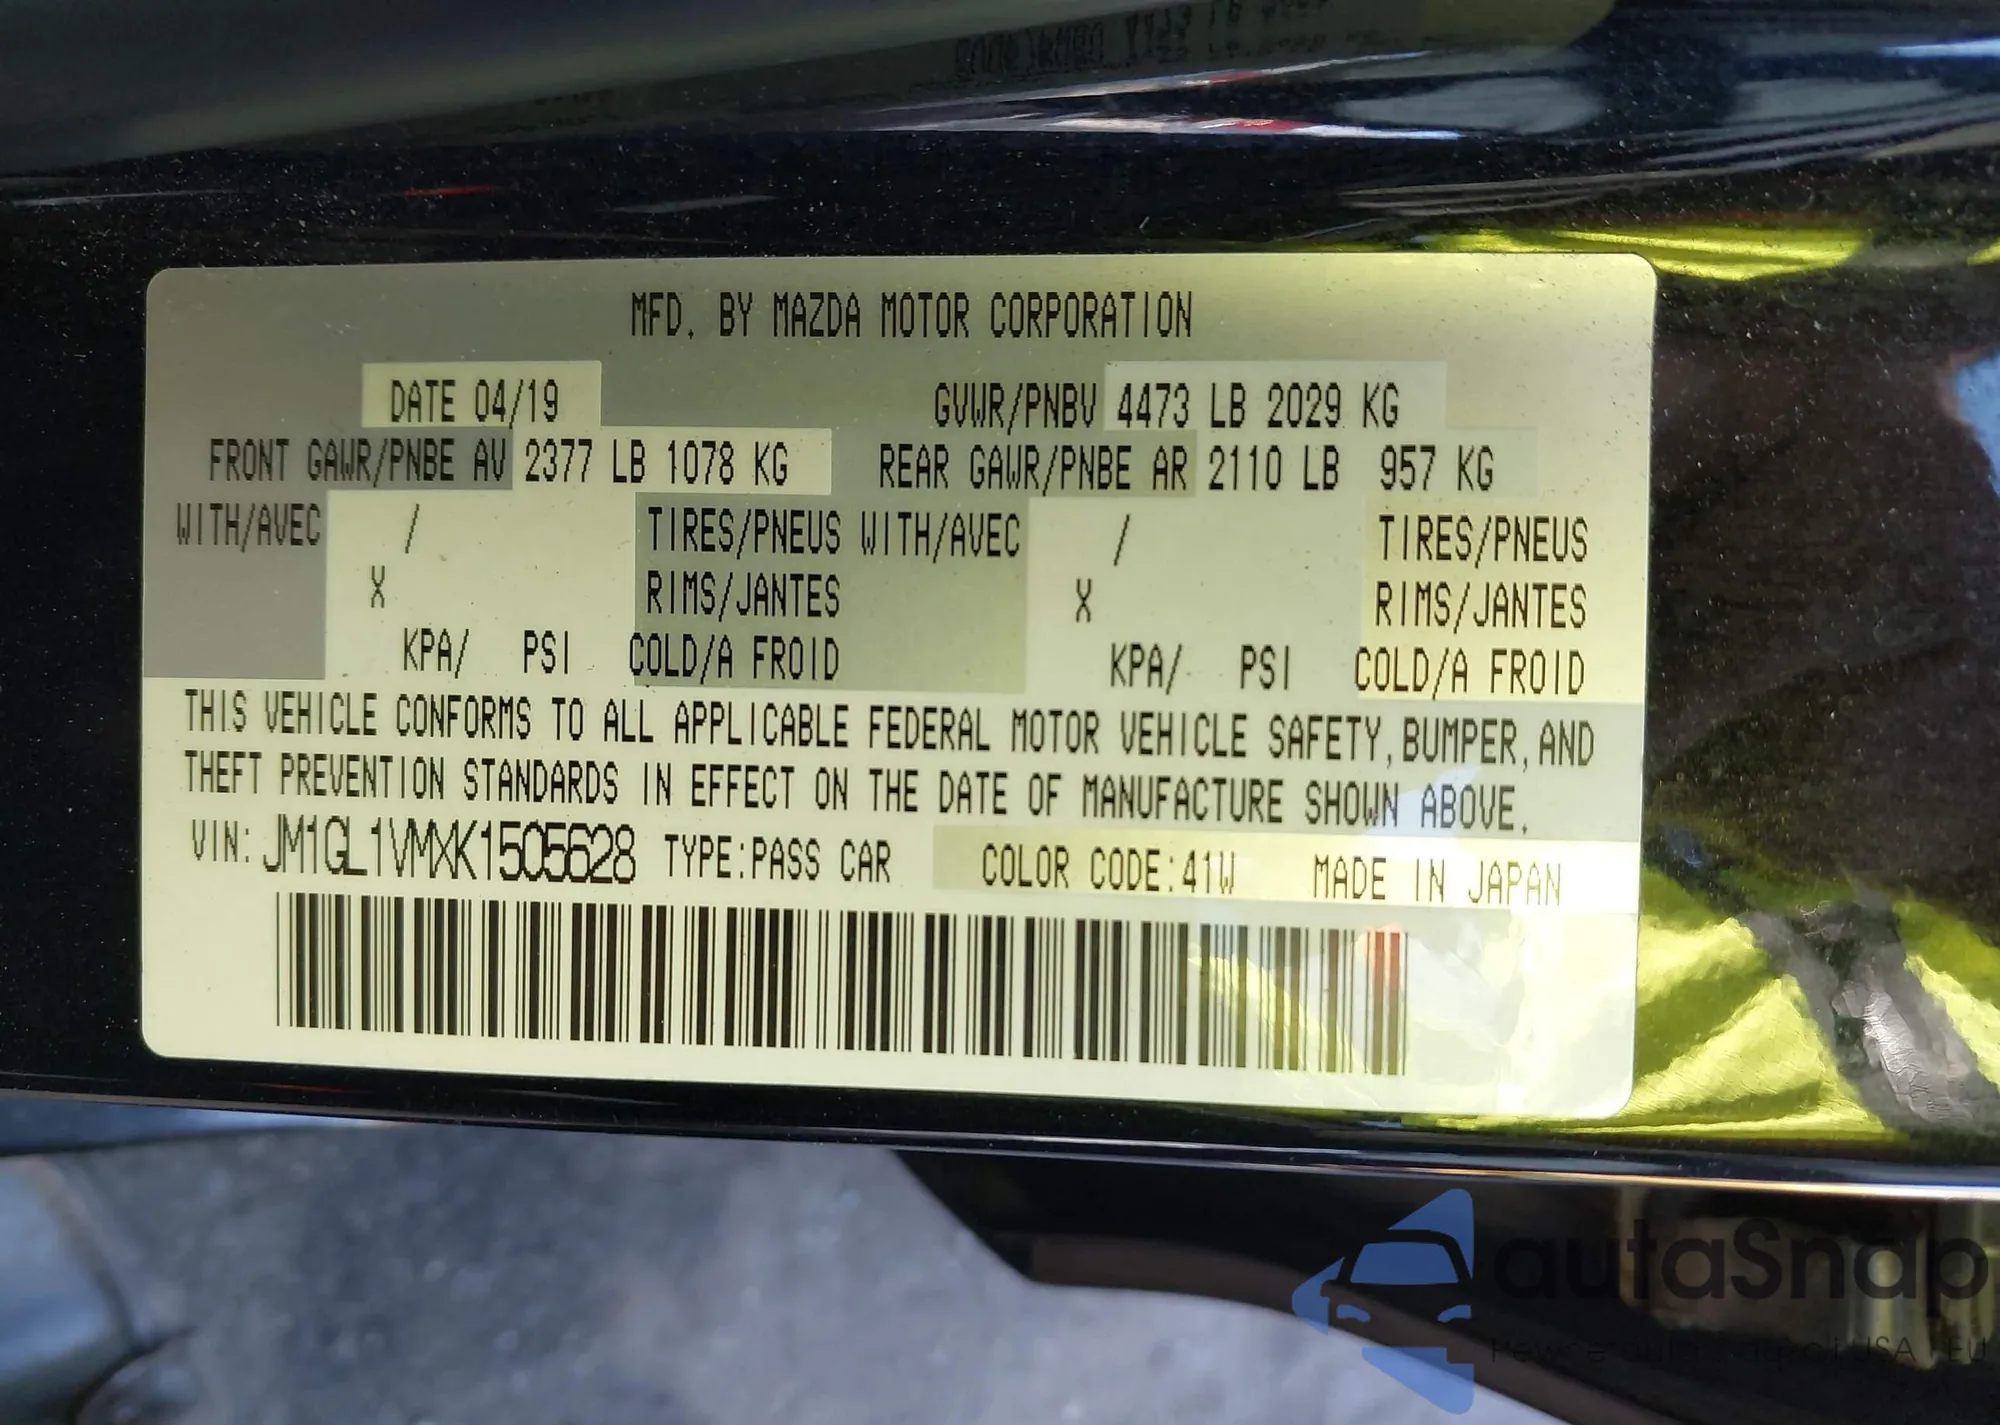 MFD. BY MAZDA MOTOR CORPORATION
DATE 04/19 GVWR/PNBV 4473 LB 2029 KG
FRONT GAWR/PNBE AV 2377 LB 1078 KG REAR GAWR/PNBE AR 2110 LB 957 KG
WITH/AVEC / TIRES/PNEUS WITH/AVEC / TIRES/PNEUS
X RIMS/JANTES X RIMS/JANTES
KPA/ PSI COLD/A FROID KPA/ PSI COLD/A FROID
THIS VEHICLE CONFORMS TO ALL APPLICABLE FEDERAL MOTOR VEHICLE SAFETY, BUMPER, AND
THEFT PREVENTION STANDARDS IN EFFECT ON THE DATE OF MANUFACTURE SHOWN ABOVE.
VIN: JM1GL1VMXK1505628 TYPE: PASS CAR COLOR CODE: 41W MADE IN JAPAN
autaSnap
USA EU